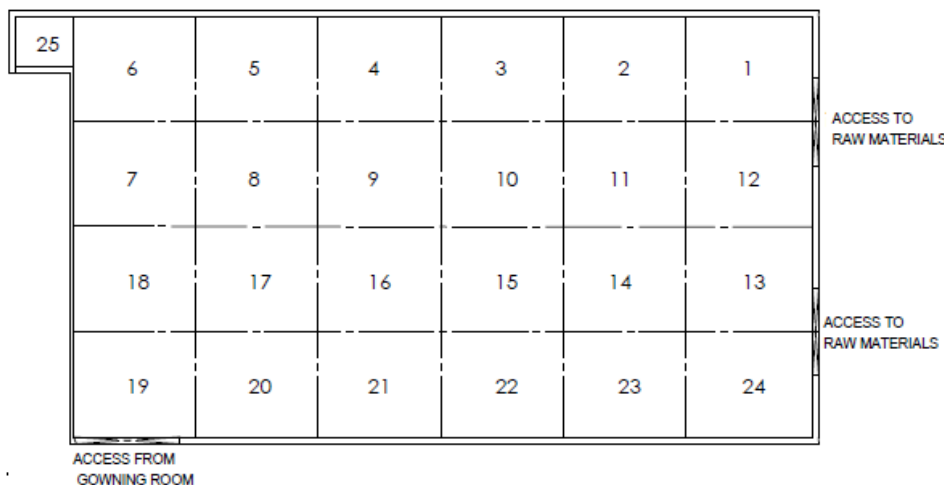 25
6 5 4 3 2 1
ACCESS TO
RAW MATERIALS
7 8 9 10 11 12
18 17 16 15 14 13
ACCESS TO
RAW MATERIALS
19 20 21 22 23 24
ACCESS FROM
GOWNING ROOM